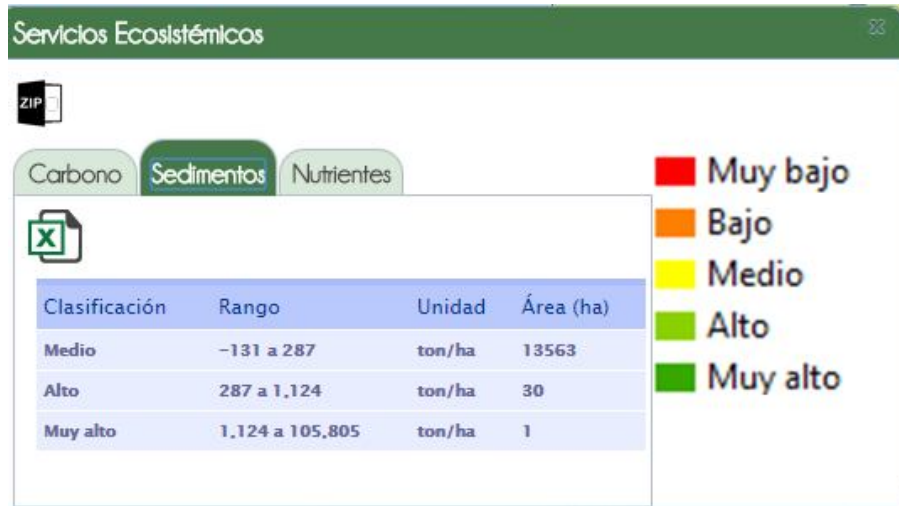 Servicios Ecosistémicos
ZIP
Carbono Sedimentos Nutrientes
X
Clasificación Rango Unidad Área (ha)
Medio -131 a 287 ton/ha 13563
Alto 287 a 1,124 ton/ha 30
Muy alto 1,124 a 105,805 ton/ha 1
Muy bajo
Bajo
Medio
Alto
Muy alto